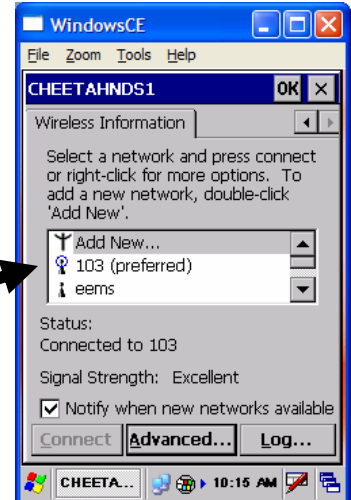 WindowsCE
File Zoom Tools Help
CHEETAHNDS1 OK ×
Wireless Information
Select a network and press connect
or right-click for more options. To
add a new network, double-click
'Add New'.
Add New...
103 (preferred)
eems
Status:
Connected to 103
Signal Strength: Excellent
Notify when new networks available
Connect Advanced... Log...
CHEETA... 10:15 AM